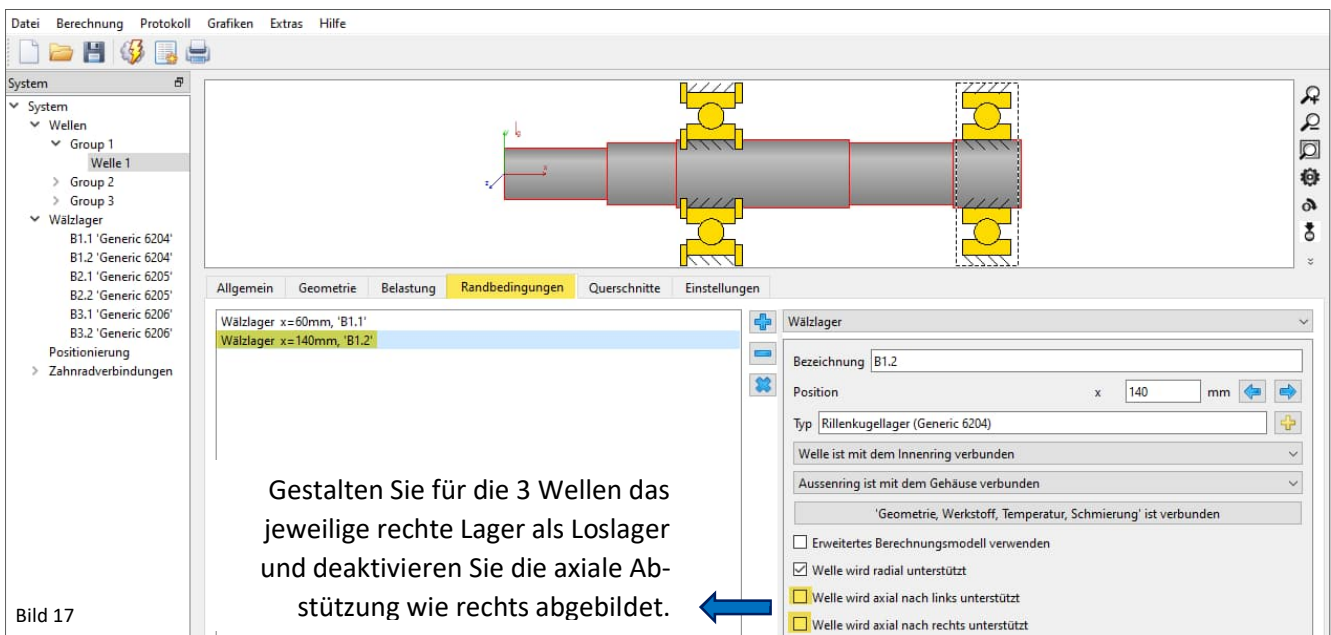 Datei Berechnung Protokoll Grafiken Extras Hilfe
System
System
Wellen
Group 1
Welle 1
Group 2
Group 3
Wälzlager
B1.1 'Generic 6204'
B1.2 'Generic 6204'
B2.1 'Generic 6205'
B2.2 'Generic 6205'
B3.1 'Generic 6206'
B3.2 'Generic 6206'
Positionierung
Zahnradverbindungen
y
g
x
z
Allgemein Geometrie Belastung Randbedingungen Querschnitte Einstellungen
Wälzlager x=60mm, 'B1.1'
Wälzlager x=140mm, 'B1.2'
Wälzlager
Bezeichnung B1.2
Position x 140 mm
Typ Rillenkugellager (Generic 6204)
Welle ist mit dem Innenring verbunden
Aussenring ist mit dem Gehäuse verbunden
'Geometrie, Werkstoff, Temperatur, Schmierung' ist verbunden
Erweitertes Berechnungsmodell verwenden
Welle wird radial unterstützt
Welle wird axial nach links unterstützt
Welle wird axial nach rechts unterstützt
Gestalten Sie für die 3 Wellen das
jeweilige rechte Lager als Loslager
und deaktivieren Sie die axiale Ab-
stützung wie rechts abgebildet.
Bild 17